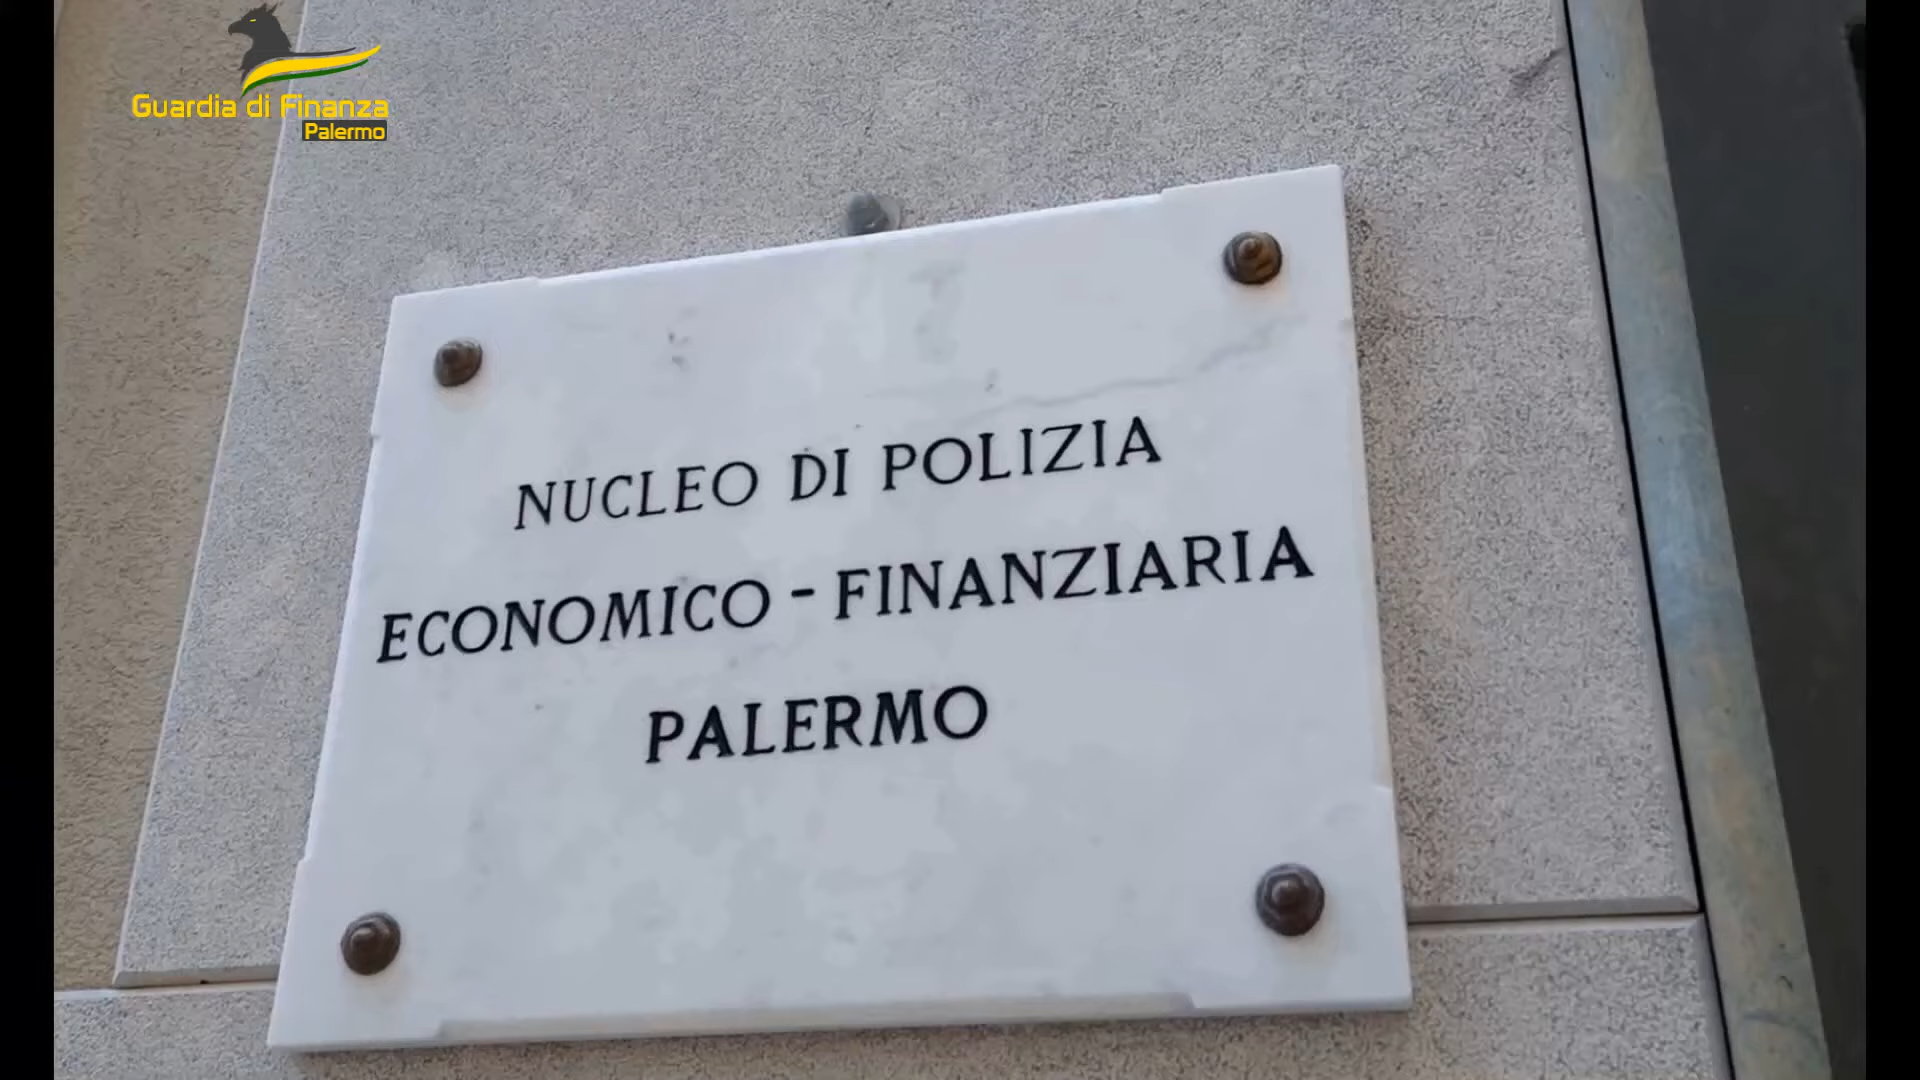 Guardia di Finanza
Palermo
NUCLEO DI POLIZIA
ECONOMICO - FINANZIARIA
PALERMO